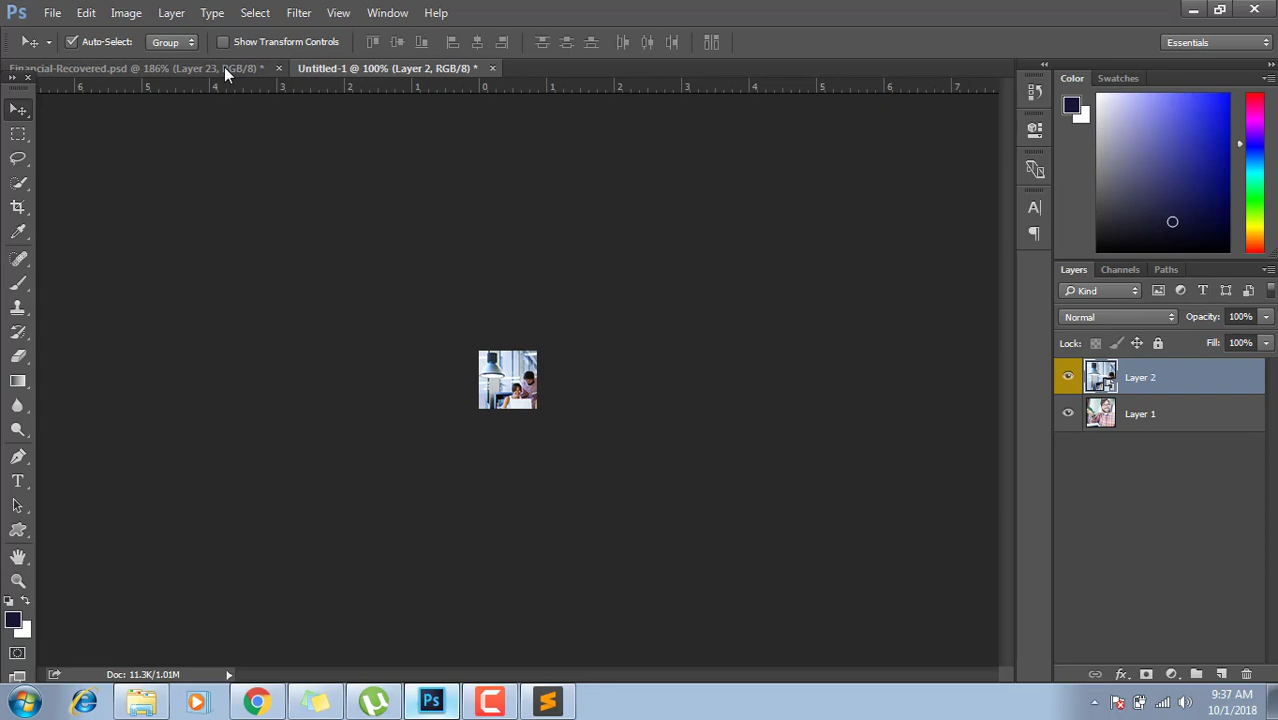 Ps File Edit Image Layer Type Select Filter View Window Help
Auto-Select: Group Show Transform Controls Essentials
Financial-Recovered.psd @ 186% (Layer 23, RGB/8) * × Untitled-1 @ 100% (Layer 2, RGB/8) * ×
6 5 4 3 2 1 0 1 2 3 4 5 6 7
Color Swatches
Layers Channels Paths
Kind
Normal Opacity: 100%
Lock: Fill: 100%
Layer 2
Layer 1
Doc: 11.3K/1.01M
Ps
9:37 AM
10/1/2018